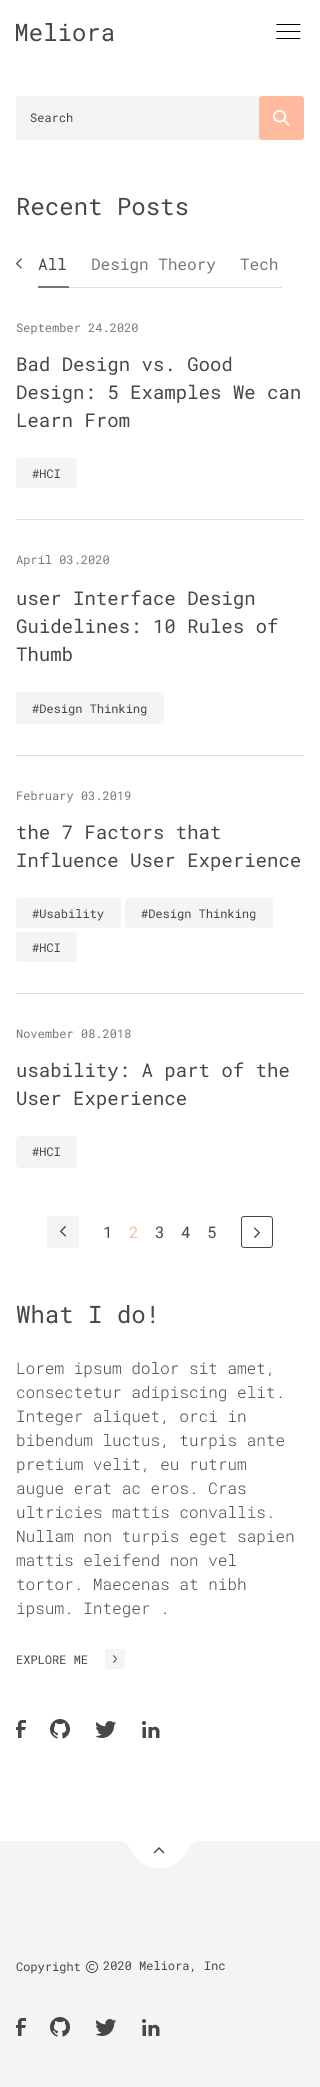 Meliora
Search
Recent Posts
All Design Theory Tech
September 24.2020
Bad Design vs. Good
Design: 5 Examples We can
Learn From
#HCI
April 03.2020
user Interface Design
Guidelines: 10 Rules of
Thumb
#Design Thinking
February 03.2019
the 7 Factors that
Influence User Experience
#Usability #Design Thinking
#HCI
November 08.2018
usability: A part of the
User Experience
#HCI
1 2 3 4 5
What I do!
Lorem ipsum dolor sit amet,
consectetur adipiscing elit.
Integer aliquet, orci in
bibendum luctus, turpis ante
pretium velit, eu rutrum
augue erat ac eros. Cras
ultricies mattis convallis.
Nullam non turpis eget sapien
mattis eleifend non vel
tortor. Maecenas at nibh
ipsum. Integer .
EXPLORE ME
Copyright © 2020 Meliora, Inc